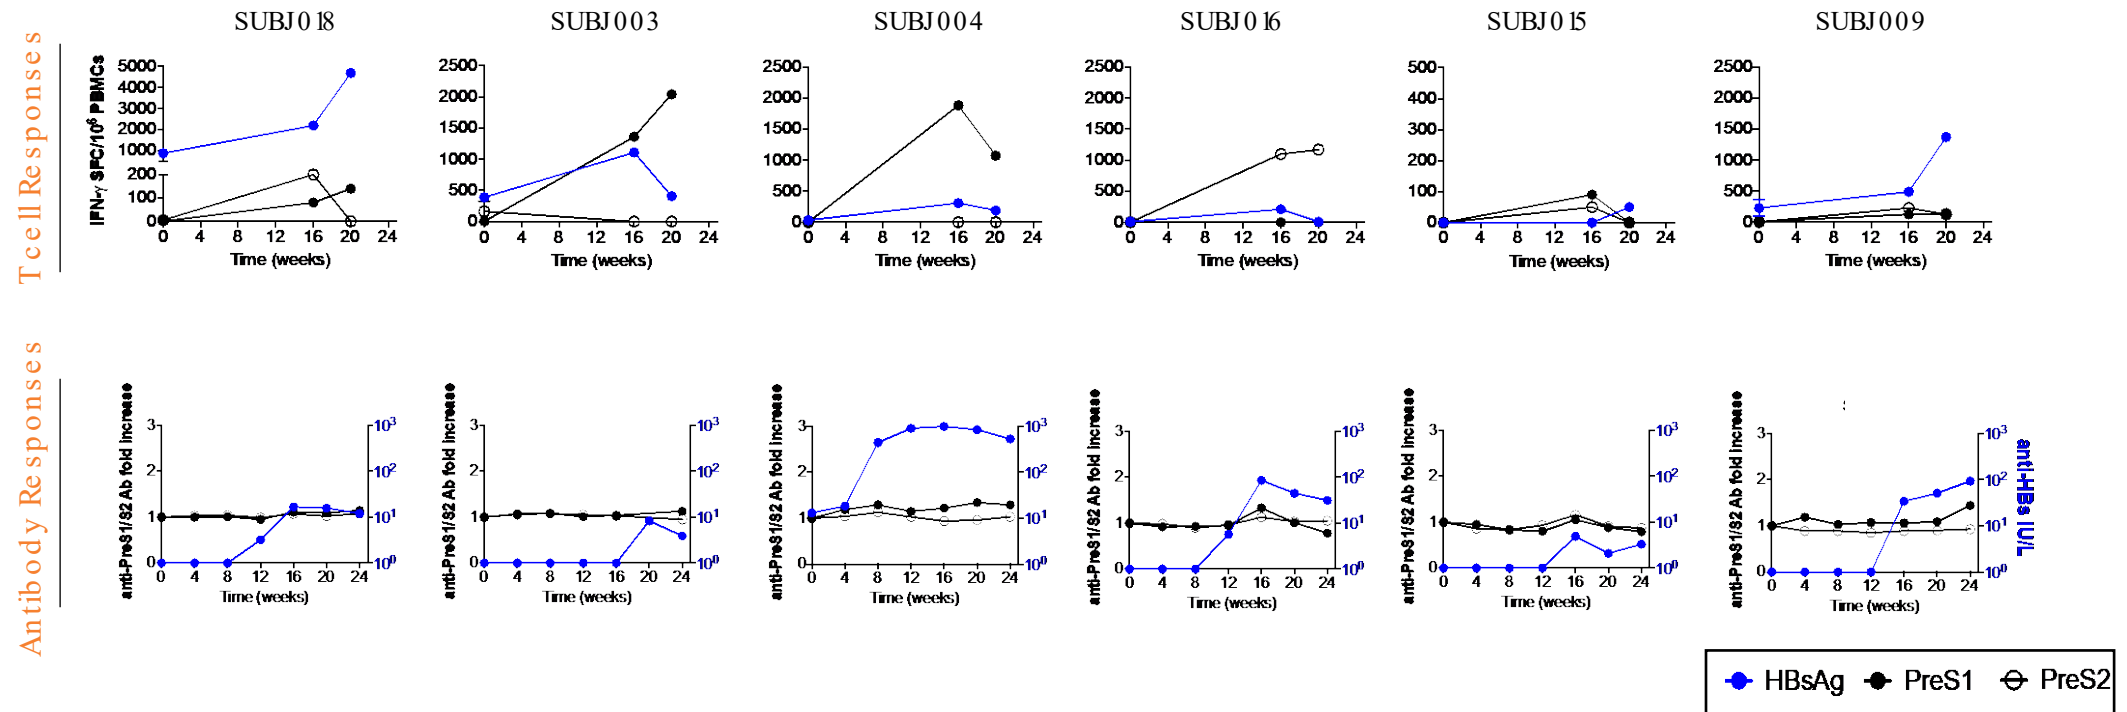 SUBJ018 SUBJ003 SUBJ004 SUBJ016 SUBJ015 SUBJ009
T cell Responses
IFN-γ SFC/10⁶ PBMCs
5000 4000 3000 2000 1000 200 100 0
0 4 8 12 16 20 24
Time (weeks)
2500 2000 1500 1000 500 0
0 4 8 12 16 20 24
Time (weeks)
2500 2000 1500 1000 500 0
0 4 8 12 16 20 24
Time (weeks)
2500 2000 1500 1000 500 0
0 4 8 12 16 20 24
Time (weeks)
500 400 300 200 100 0
0 4 8 12 16 20 24
Time (weeks)
2500 2000 1500 1000 500 0
0 4 8 12 16 20 24
Time (weeks)
Antibody Responses
anti-PreS1/S2 Ab fold increase
3 2 1 0
10³ 10² 10¹ 10⁰
0 4 8 12 16 20 24
Time (weeks)
anti-PreS1/S2 Ab fold increase
3 2 1 0
10³ 10² 10¹ 10⁰
0 4 8 12 16 20 24
Time (weeks)
anti-PreS1/S2 Ab fold increase
3 2 1 0
10³ 10² 10¹ 10⁰
0 4 8 12 16 20 24
Time (weeks)
anti-PreS1/S2 Ab fold increase
3 2 1 0
10³ 10² 10¹ 10⁰
0 4 8 12 16 20 24
Time (weeks)
anti-PreS1/S2 Ab fold increase
3 2 1 0
10³ 10² 10¹ 10⁰
0 4 8 12 16 20 24
Time (weeks)
anti-PreS1/S2 Ab fold increase
3 2 1 0
10³ 10² 10¹ 10⁰
0 4 8 12 16 20 24
Time (weeks)
anti-HBs IU/L
HBsAg PreS1 PreS2